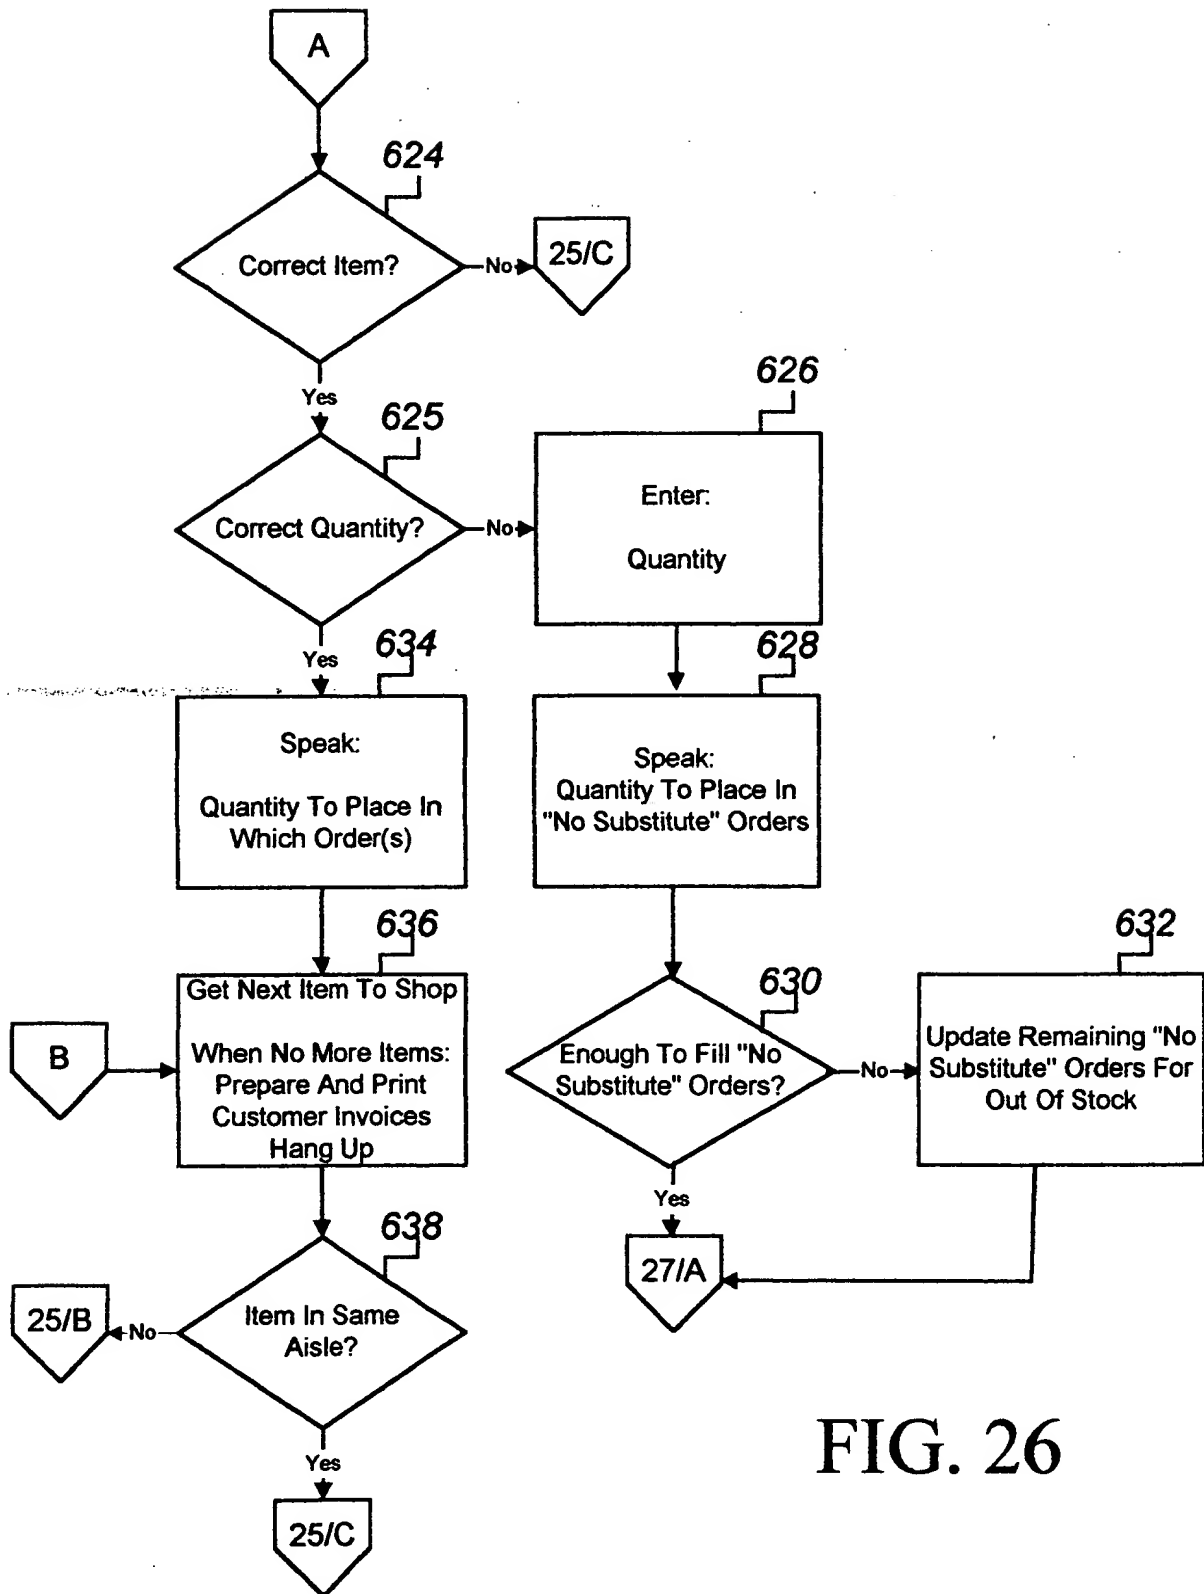 A
624
Correct Item?
No
25/C
Yes
625
626
Correct Quantity?
No
Enter:
Quantity
Yes
634
628
Speak:
Quantity To Place In
Which Order(s)
Speak:
Quantity To Place In
"No Substitute" Orders
636
630
632
B
Get Next Item To Shop
When No More Items:
Prepare And Print
Customer Invoices
Hang Up
Enough To Fill "No
Substitute" Orders?
No
Update Remaining "No
Substitute" Orders For
Out Of Stock
Yes
27/A
638
25/B
No
Item In Same
Aisle?
Yes
25/C
FIG. 26